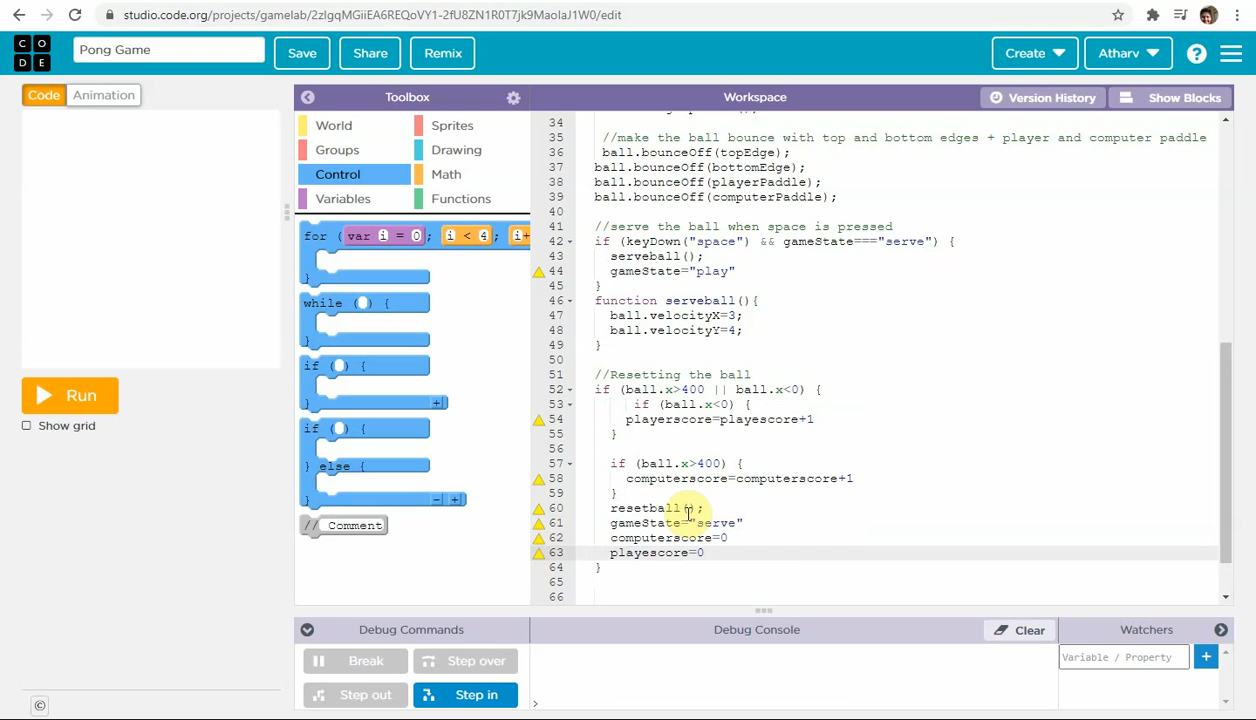 studio.code.org/projects/gamelab/2zIgqMGiiEA6REQoVY1-2fU8ZN1R0T7jk9MaolaJ1W0/edit
CO
DE
Pong Game
Save
Share
Remix
Create
Atharv
?
Code
Animation
Toolbox
Workspace
Version History
Show Blocks
World
Sprites
Groups
Drawing
Control
Math
Variables
Functions
for ( var i = 0 ; i < 4 ; i+
}
while ( ) {
}
if ( ) {
}
if ( ) {
} else {
}
// Comment
34
35 //make the ball bounce with top and bottom edges + player and computer paddle
36 ball.bounceOff(topEdge);
37 ball.bounceOff(bottomEdge);
38 ball.bounceOff(playerPaddle);
39 ball.bounceOff(computerPaddle);
40
41 //serve the ball when space is pressed
42 if (keyDown("space") && gameState==="serve") {
43 serveball();
44 gameState="play"
45 }
46 function serveball(){
47 ball.velocityX=3;
48 ball.velocityY=4;
49 }
50
51 //Resetting the ball
52 if (ball.x>400 || ball.x<0) {
53 if (ball.x<0) {
54 playerscore=playescore+1
55 }
56
57 if (ball.x>400) {
58 computerscore=computerscore+1
59 }
60 resetball();
61 gameState="serve"
62 computerscore=0
63 playescore=0
64 }
65
66
Run
Show grid
Debug Commands
Debug Console
Clear
Watchers
Break
Step over
Step out
Step in
Variable / Property
+
>
©